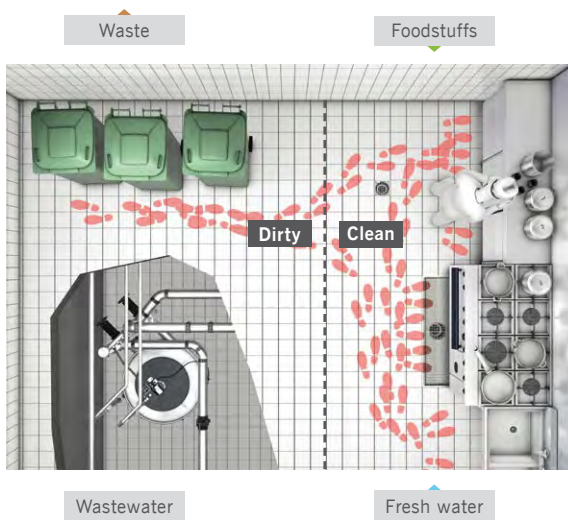 Waste
Foodstuffs
Dirty
Clean
Wastewater
Fresh water